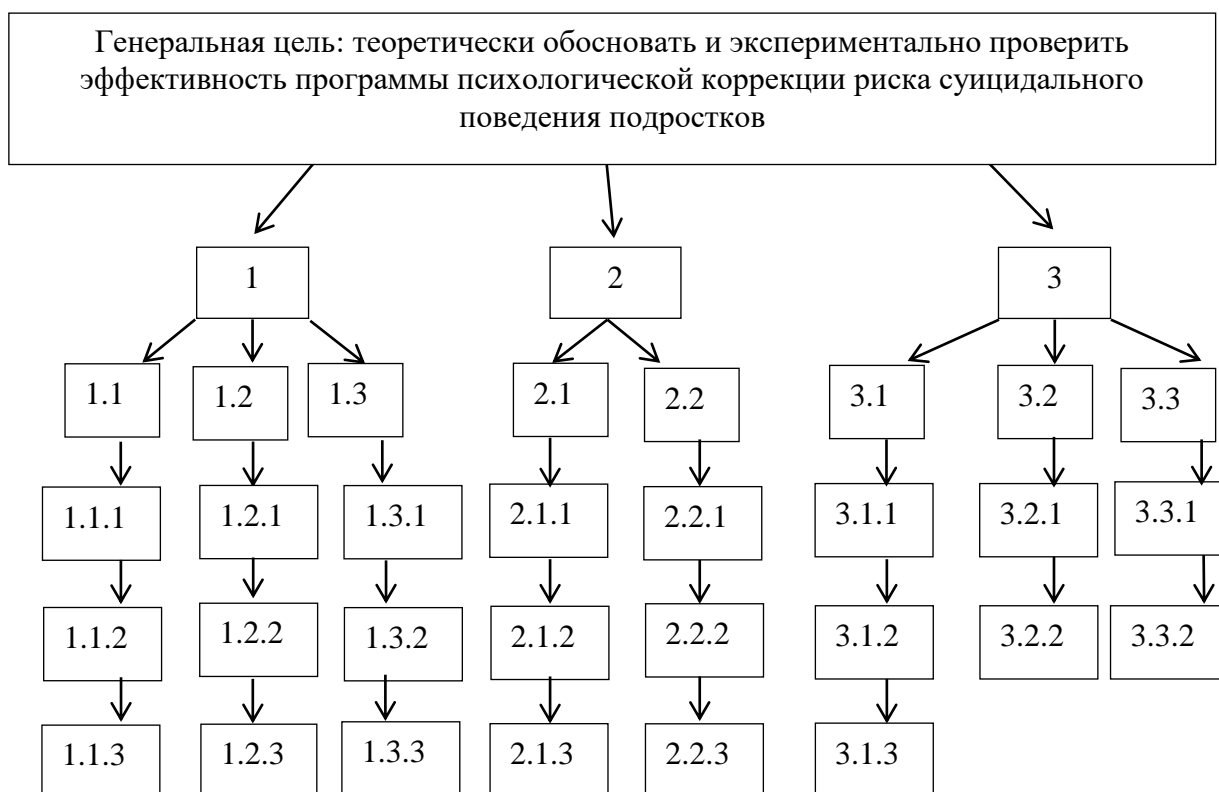 Генеральная цель: теоретически обосновать и экспериментально проверить
эффективность программы психологической коррекции риска суицидального
поведения подростков
1 2 3
1.1 1.2 1.3 2.1 2.2 3.1 3.2 3.3
1.1.1 1.2.1 1.3.1 2.1.1 2.2.1 3.1.1 3.2.1 3.3.1
1.1.2 1.2.2 1.3.2 2.1.2 2.2.2 3.1.2 3.2.2 3.3.2
1.1.3 1.2.3 1.3.3 2.1.3 2.2.3 3.1.3